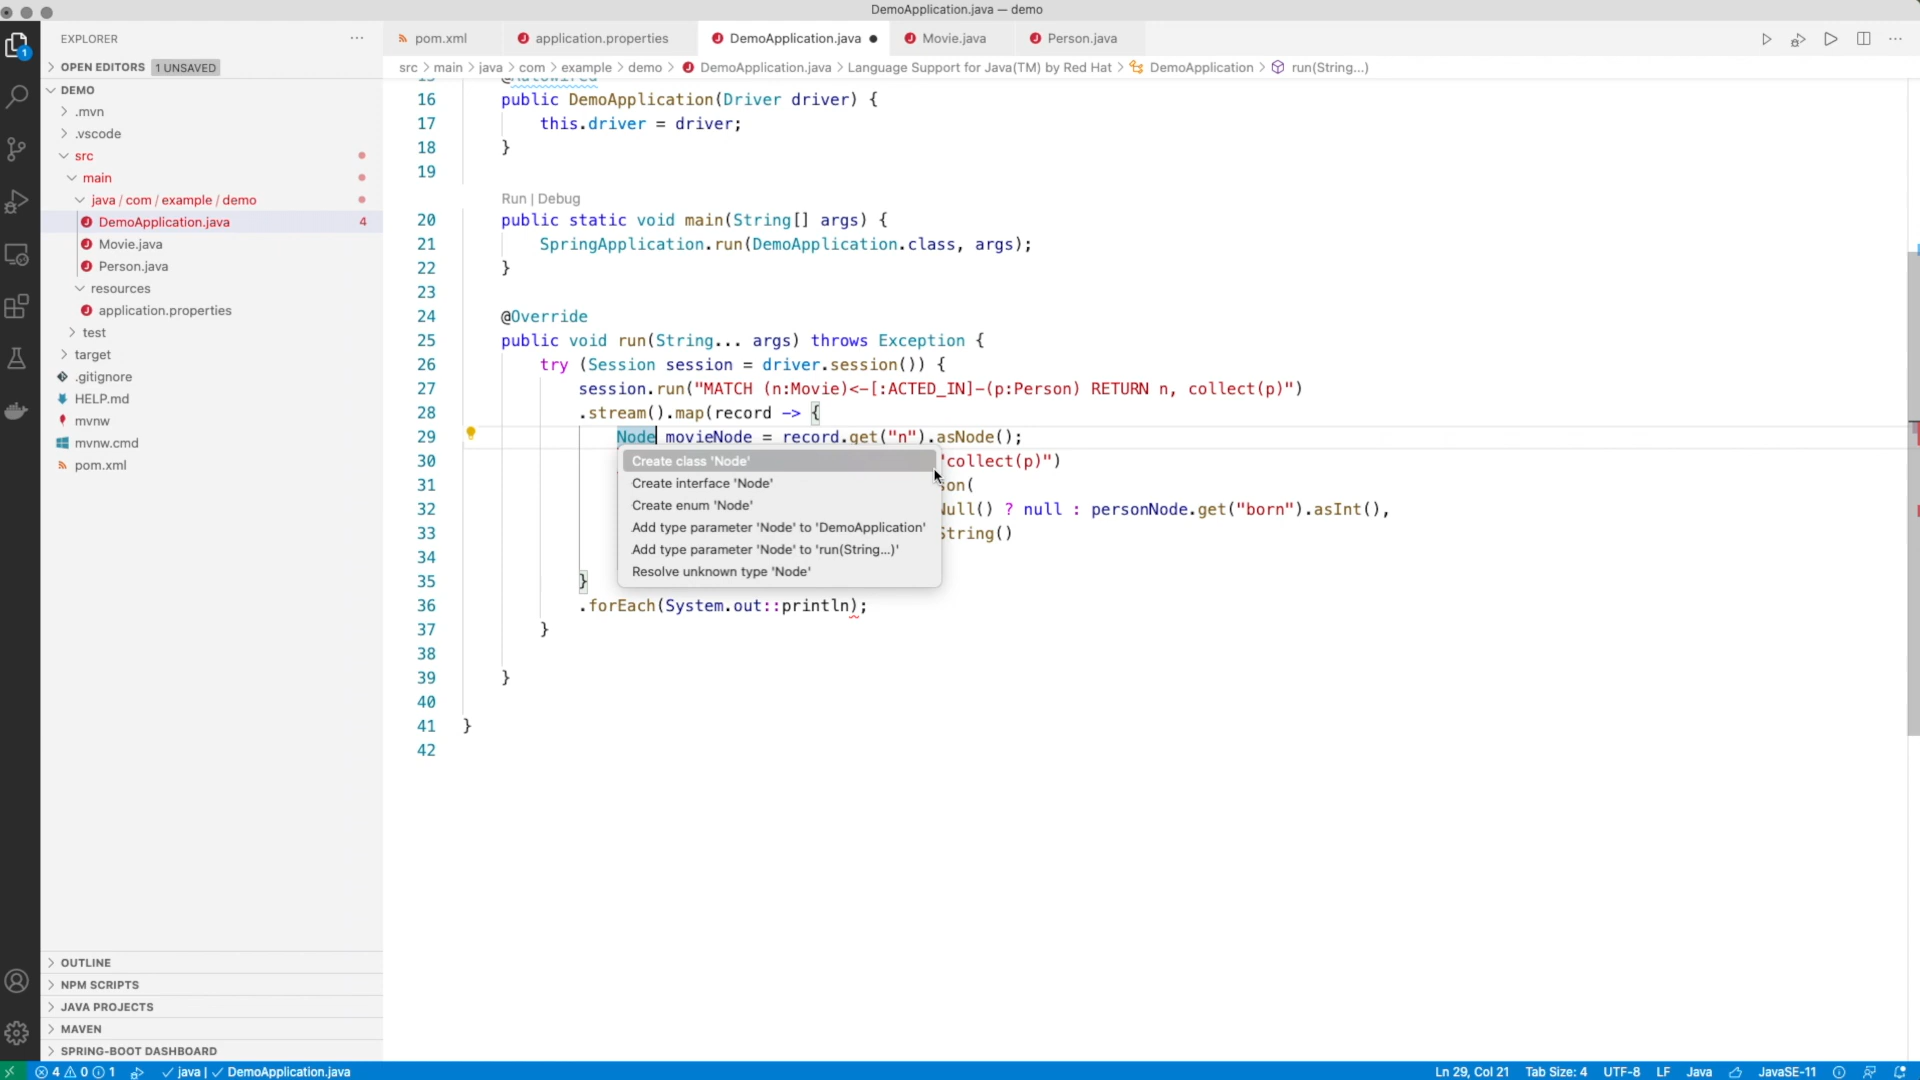 DemoApplication.java — demo
EXPLORER
pom.xml
application.properties
DemoApplication.java
Movie.java
Person.java
OPEN EDITORS 1 UNSAVED
src > main > java > com > example > demo > DemoApplication.java > Language Support for Java(TM) by Red Hat > DemoApplication > run(String...)
DEMO
.mvn
.vscode
src
main
java / com / example / demo
DemoApplication.java 4
Movie.java
Person.java
resources
application.properties
test
target
.gitignore
HELP.md
mvnw
mvnw.cmd
pom.xml
OUTLINE
NPM SCRIPTS
JAVA PROJECTS
MAVEN
SPRING-BOOT DASHBOARD
1
15 @Autowired
16 public DemoApplication(Driver driver) {
17 this.driver = driver;
18 }
19
Run | Debug
20 public static void main(String[] args) {
21 SpringApplication.run(DemoApplication.class, args);
22 }
23
24 @Override
25 public void run(String... args) throws Exception {
26 try (Session session = driver.session()) {
27 session.run("MATCH (n:Movie)<-[:ACTED_IN]-(p:Person) RETURN n, collect(p)")
28 .stream().map(record -> {
29 Node movieNode = record.get("n").asNode();
30 "collect(p)")
31 son(
32 Null() ? null : personNode.get("born").asInt(),
33 String()
34
35 }
36 .forEach(System.out::println);
37 }
38
39 }
40
41 }
42
Create class 'Node'
Create interface 'Node'
Create enum 'Node'
Add type parameter 'Node' to 'DemoApplication'
Add type parameter 'Node' to 'run(String...)'
Resolve unknown type 'Node'
4 0 1 java | DemoApplication.java
Ln 29, Col 21 Tab Size: 4 UTF-8 LF Java JavaSE-11